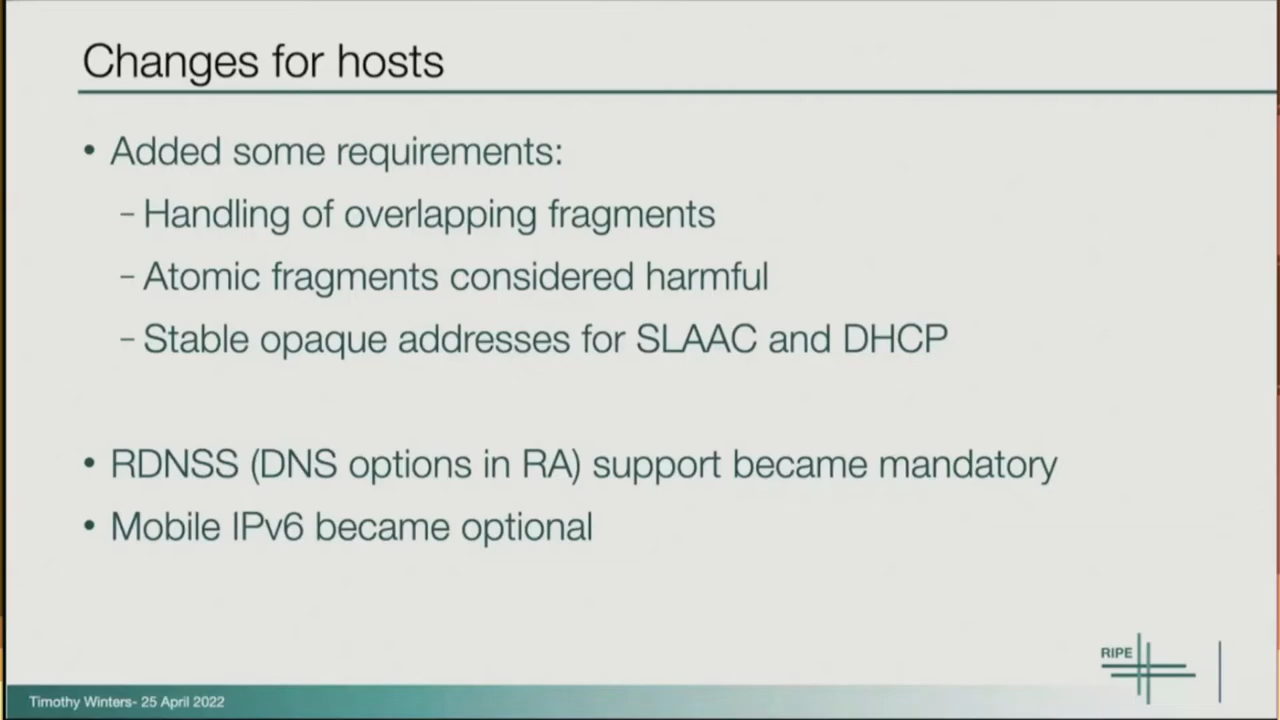 Changes for hosts
• Added some requirements:
– Handling of overlapping fragments
– Atomic fragments considered harmful
– Stable opaque addresses for SLAAC and DHCP
• RDNSS (DNS options in RA) support became mandatory
• Mobile IPv6 became optional
RIPE
Timothy Winters- 25 April 2022